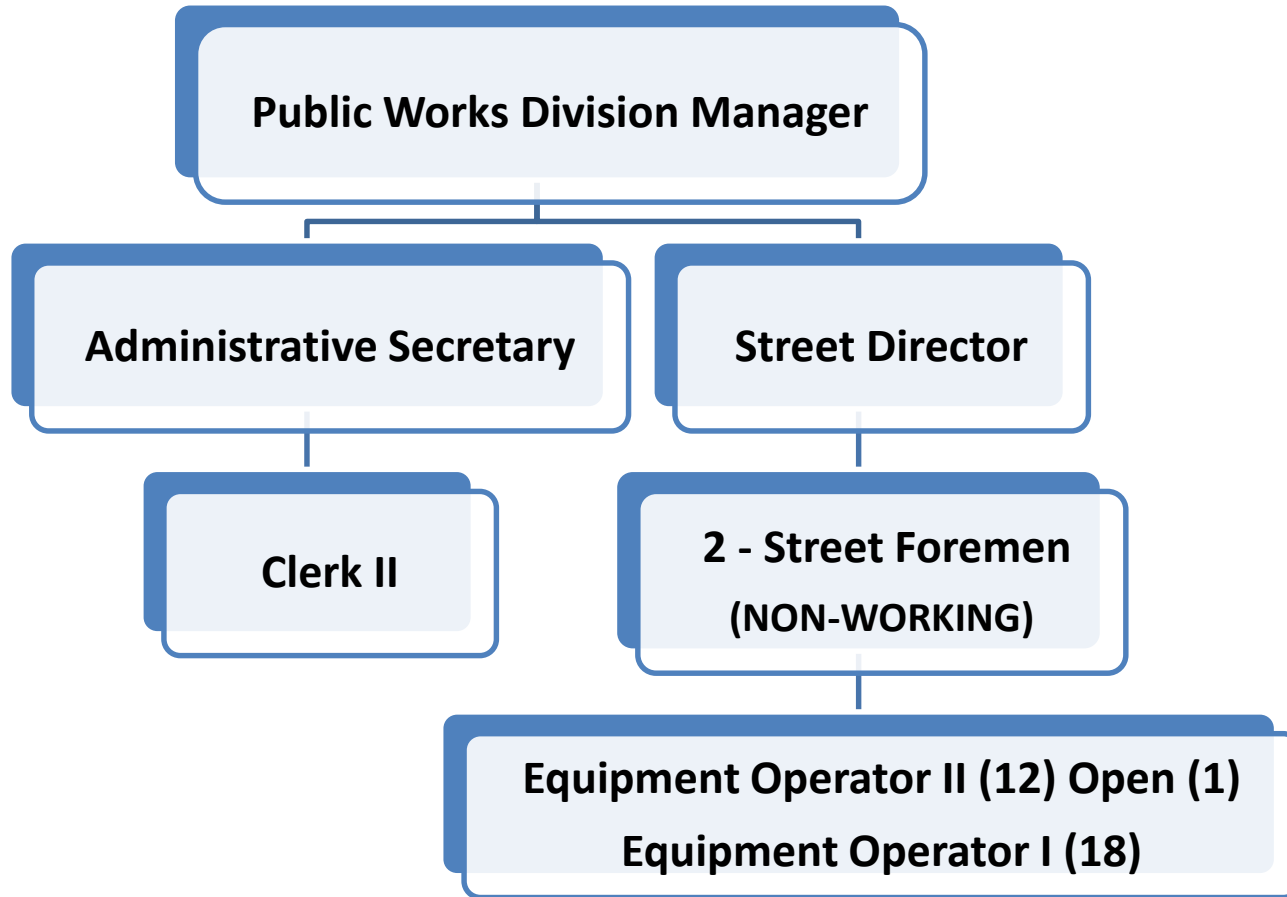 Public Works Division Manager
Administrative Secretary
Street Director
Clerk II
2 - Street Foremen
(NON-WORKING)
Equipment Operator II (12) Open (1)
Equipment Operator I (18)